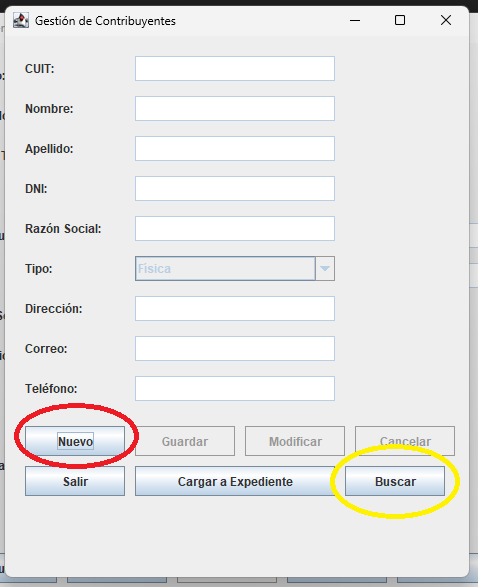 Gestión de Contribuyentes
CUIT:
Nombre:
Apellido:
DNI:
Razón Social:
Tipo: Física
Dirección:
Correo:
Teléfono:
Nuevo Guardar Modificar Cancelar
Salir Cargar a Expediente Buscar